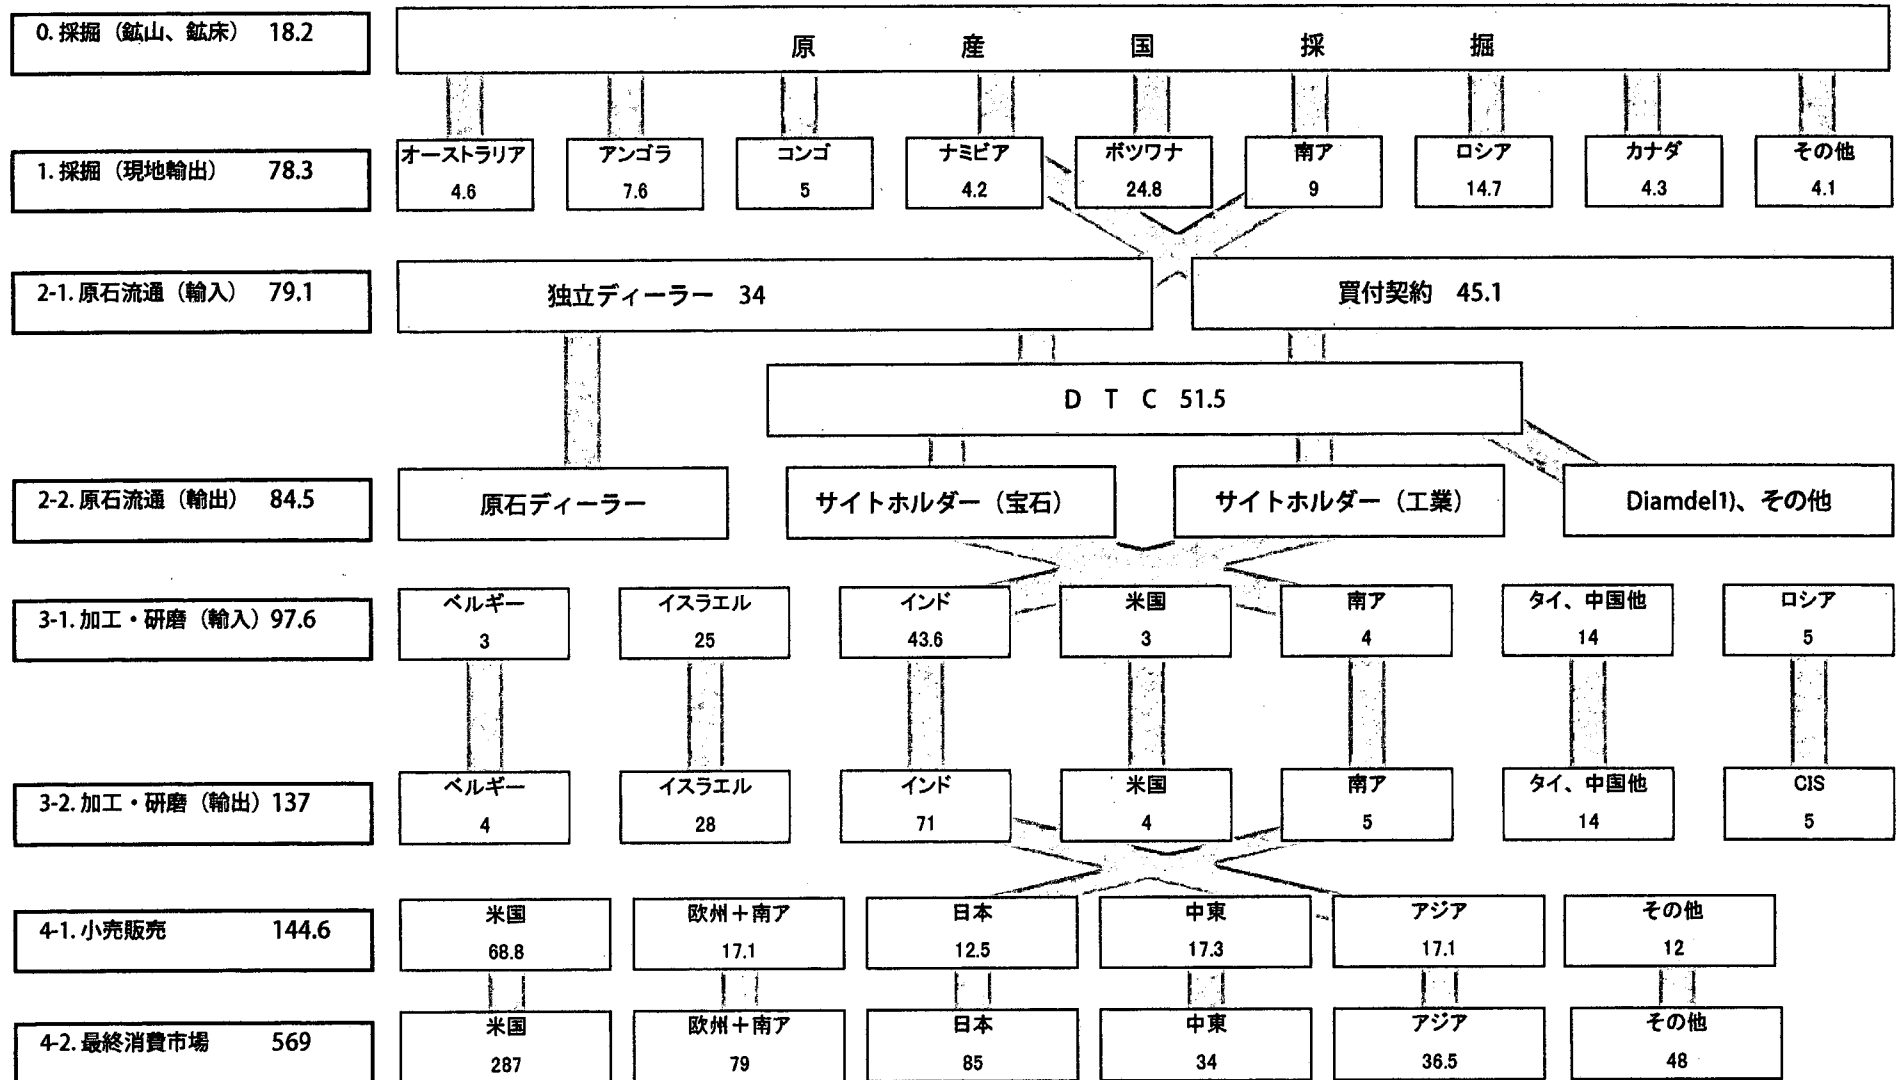 0. 採掘（鉱山、鉱床） 18.2
原 産 国 採 掘
1. 採掘（現地輸出） 78.3
オーストラリア
4.6
アンゴラ
7.6
コンゴ
5
ナミビア
4.2
ボツワナ
24.8
南ア
9
ロシア
14.7
カナダ
4.3
その他
4.1
2-1. 原石流通（輸入） 79.1
独立ディーラー 34
買付契約 45.1
D T C 51.5
2-2. 原石流通（輸出） 84.5
原石ディーラー
サイトホルダー（宝石）
サイトホルダー（工業）
Diamdel1)、その他
3-1. 加工・研磨（輸入）97.6
ベルギー
3
イスラエル
25
インド
43.6
米国
3
南ア
4
タイ、中国他
14
ロシア
5
3-2. 加工・研磨（輸出）137
ベルギー
4
イスラエル
28
インド
71
米国
4
南ア
5
タイ、中国他
14
CIS
5
4-1. 小売販売 144.6
米国
68.8
欧州＋南ア
17.1
日本
12.5
中東
17.3
アジア
17.1
その他
12
4-2. 最終消費市場 569
米国
287
欧州＋南ア
79
日本
85
中東
34
アジア
36.5
その他
48